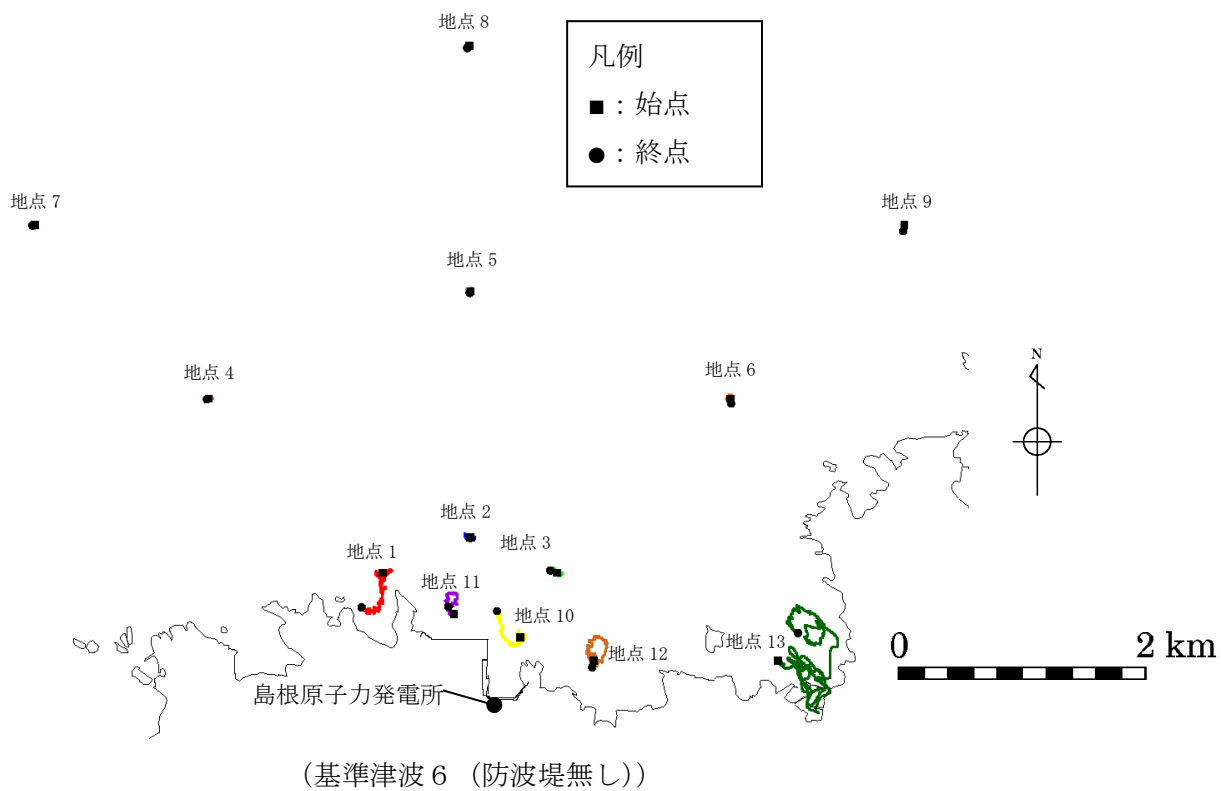 地点 8
凡例
■：始点
●：終点
地点 7
地点 9
地点 5
地点 4
地点 6
N
地点 2
地点 1
地点 3
地点 11
地点 10
地点 12
地点 13
0
2 km
島根原子力発電所
（基準津波６（防波堤無し））